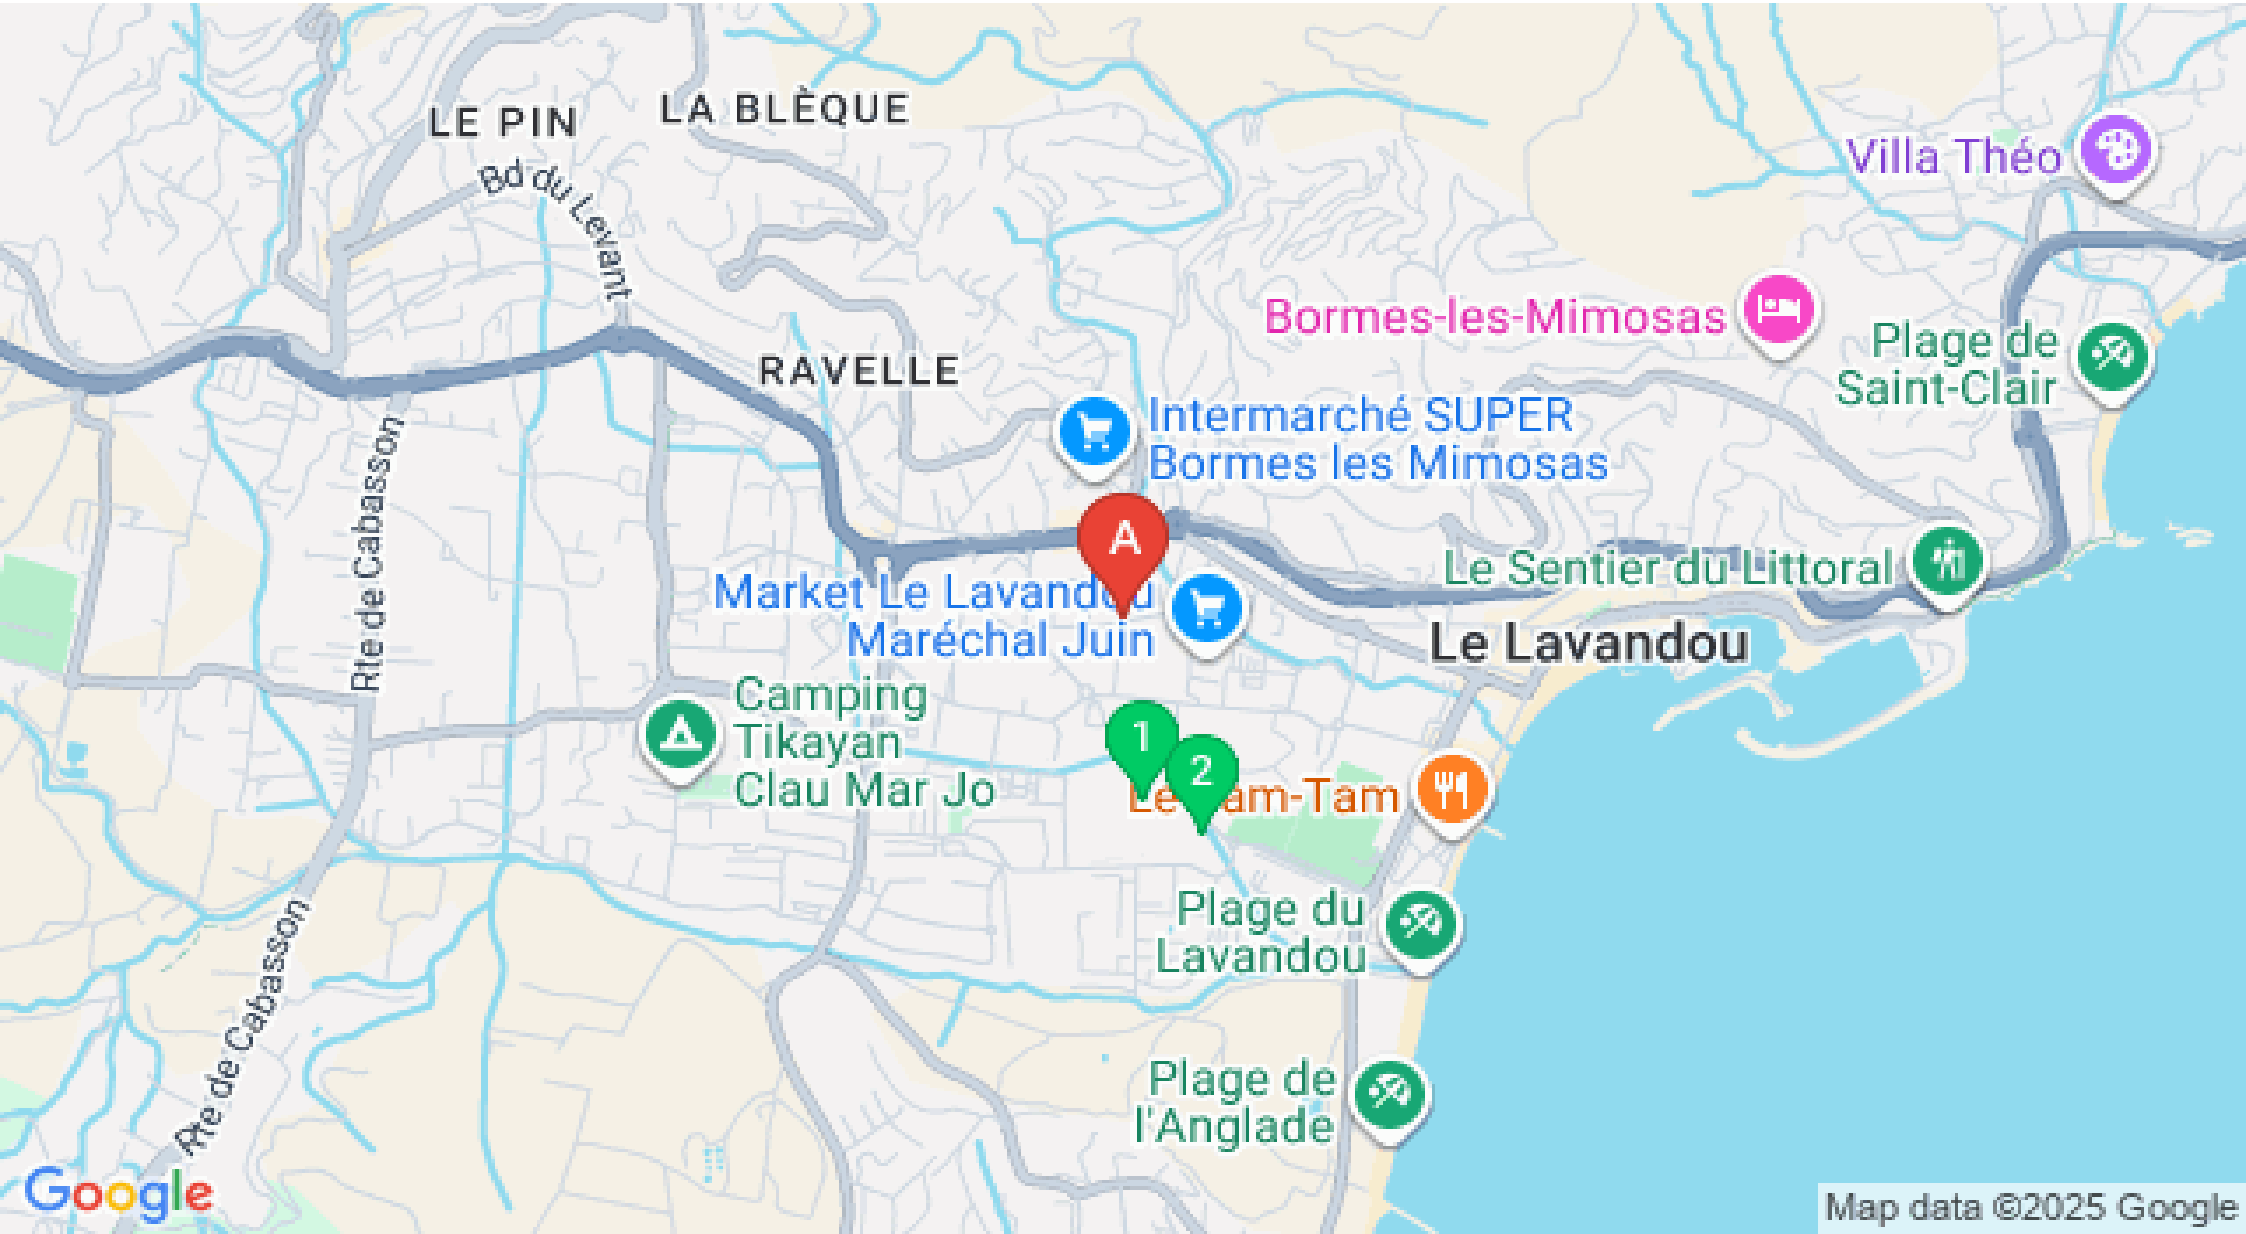 LE PIN
LA BLÈQUE
Bd du Levant
Villa Théo
Bormes-les-Mimosas
Plage de
Saint-Clair
RAVELLE
Intermarché SUPER
Bormes les Mimosas
Rte de Cabasson
A
Le Sentier du Littoral
Market Le Lavandou
Maréchal Juin
Le Lavandou
Camping
Tikayan
Clau Mar Jo
1
2
Le Tam-Tam
Plage du
Lavandou
Rte de Cabasson
Plage de
l'Anglade
Google
Map data ©2025 Google